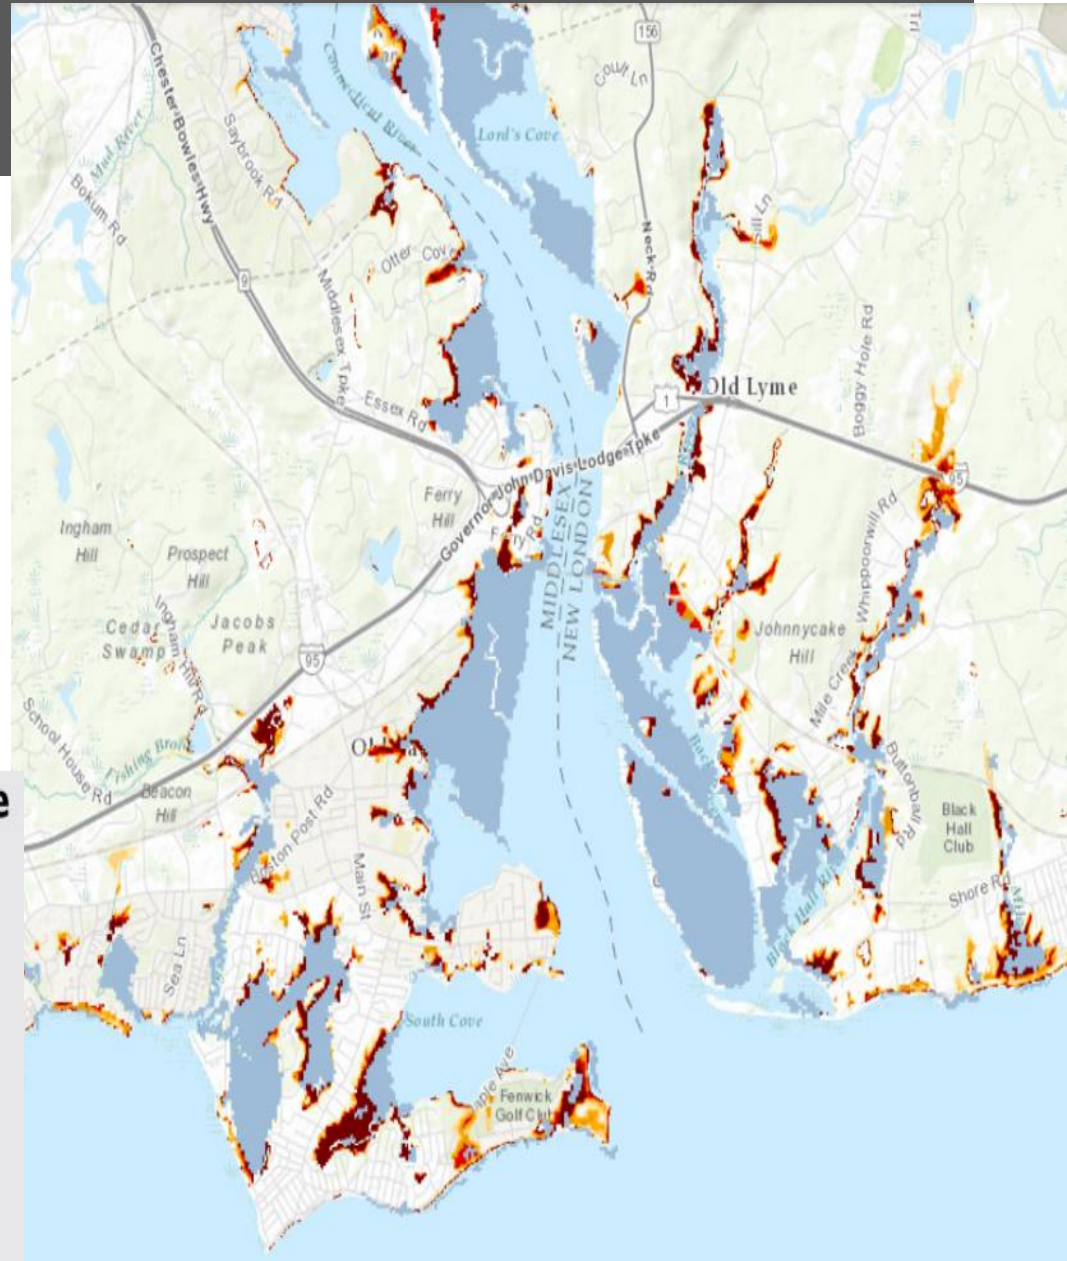 156
Court Ln
Connecticut River
Lord's Cove
Chester Bowles Hwy
Saybrook Rd
Mud River
Bokum Rd
Neck Rd
Sill Ln
Otter Cove
9
Middlesex Tpke
Boggy Hole Rd
1
Old Lyme
Essex Rd
Governor John Davis Lodge Tpke
95
Ferry
Hill
Ferry Rd
Whippoorwill Rd
Ingham
Hill
Prospect
Hill
MIDDLESEX
NEW LONDON
Cedar
Swamp
Jacobs
Peak
Ingham Hill Rd
Johnnycake
Hill
95
Mile Creek
School House Rd
Fishing Brook
Buttonball Rd
e
Beacon
Hill
Boston Post Rd
Black
Hall
Club
Main St
Shore Rd
Sea Ln
South Cove
Fenwick
Golf Club